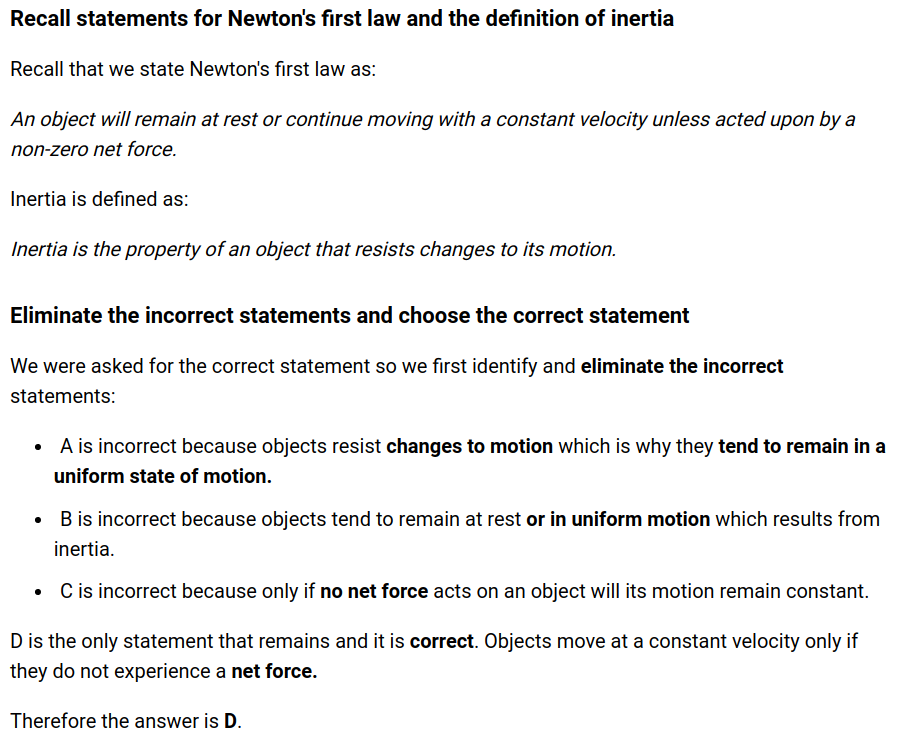 Recall statements for Newton's first law and the definition of inertia
Recall that we state Newton's first law as:
An object will remain at rest or continue moving with a constant velocity unless acted upon by a
non-zero net force.
Inertia is defined as:
Inertia is the property of an object that resists changes to its motion.
Eliminate the incorrect statements and choose the correct statement
We were asked for the correct statement so we first identify and eliminate the incorrect
statements:
• A is incorrect because objects resist changes to motion which is why they tend to remain in a
uniform state of motion.
• B is incorrect because objects tend to remain at rest or in uniform motion which results from
inertia.
• C is incorrect because only if no net force acts on an object will its motion remain constant.
D is the only statement that remains and it is correct. Objects move at a constant velocity only if
they do not experience a net force.
Therefore the answer is D.